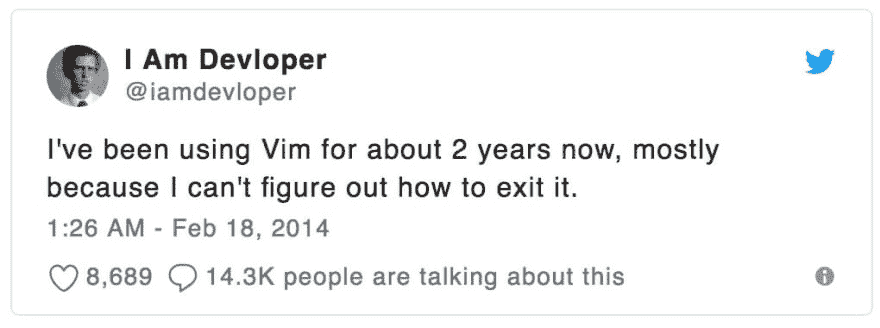 I Am Devloper
@iamdevloper
I've been using Vim for about 2 years now, mostly
because I can't figure out how to exit it.
1:26 AM - Feb 18, 2014
8,689 14.3K people are talking about this